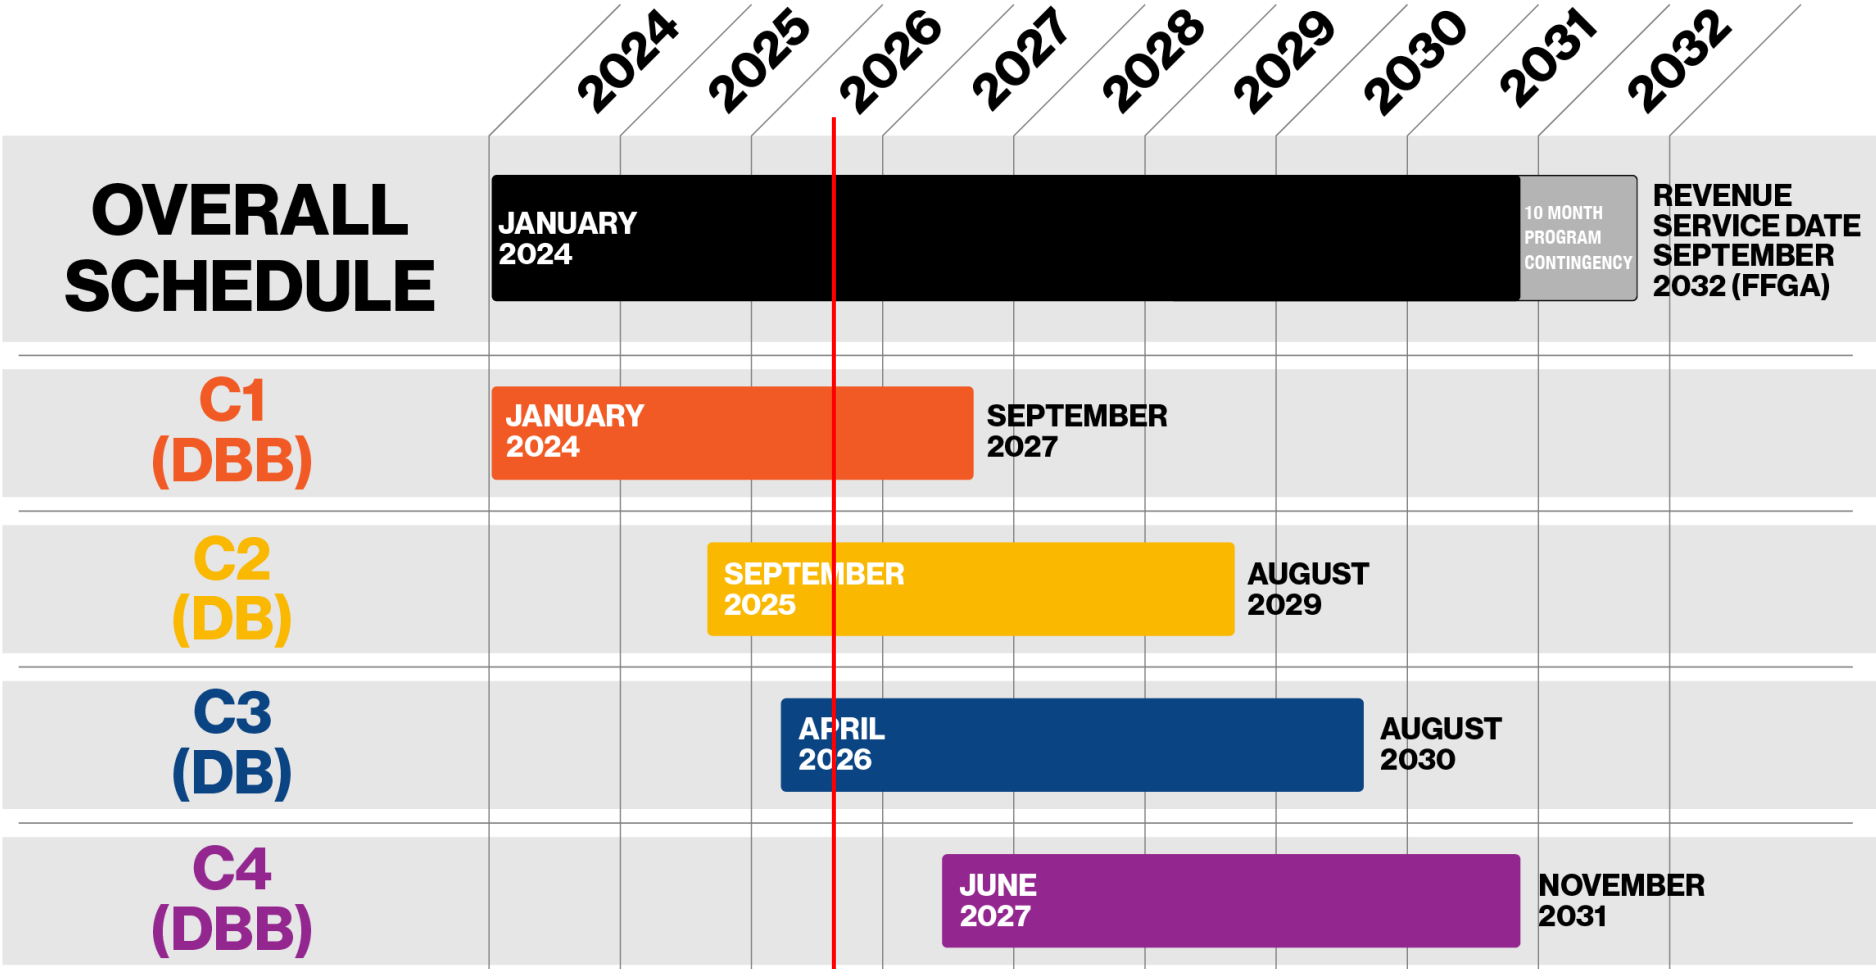 2024
2025
2026
2027
2028
2029
2030
2031
2032
OVERALL
SCHEDULE
JANUARY
2024
10 MONTH
PROGRAM
CONTINGENCY
REVENUE
SERVICE DATE
SEPTEMBER
2032 (FFGA)
C1
(DBB)
JANUARY
2024
SEPTEMBER
2027
C2
(DB)
SEPTEMBER
2025
AUGUST
2029
C3
(DB)
APRIL
2026
AUGUST
2030
C4
(DBB)
JUNE
2027
NOVEMBER
2031